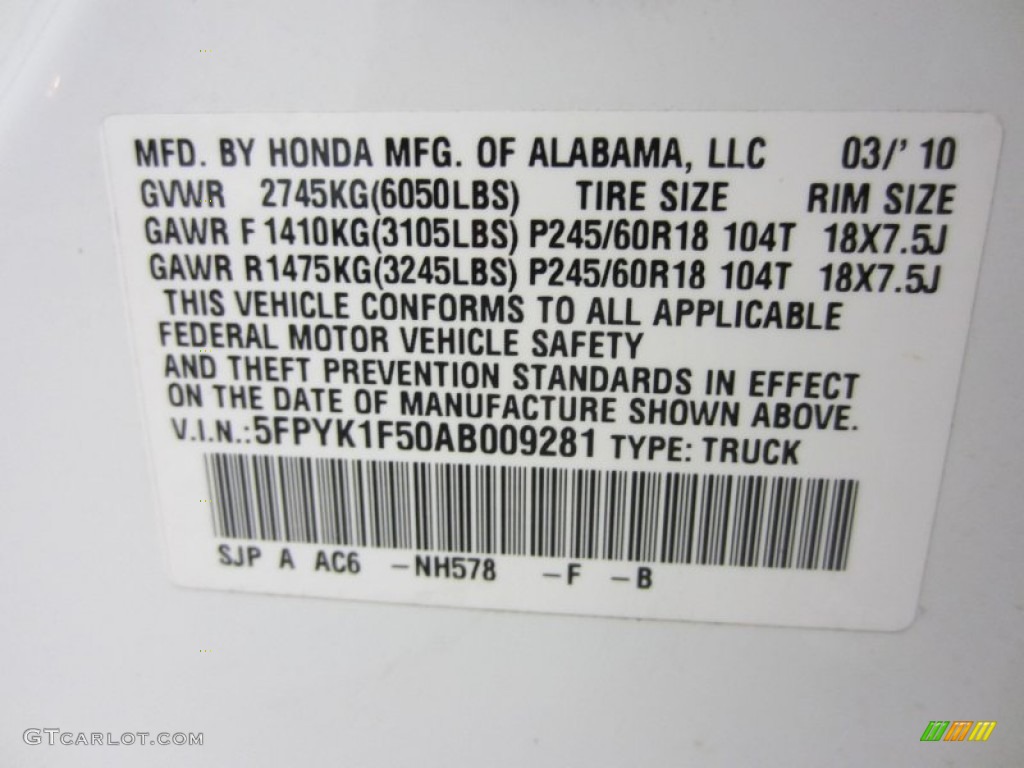 MFD. BY HONDA MFG. OF ALABAMA, LLC 03/' 10
GVWR 2745KG(6050LBS) TIRE SIZE RIM SIZE
GAWR F 1410KG(3105LBS) P245/60R18 104T 18X7.5J
GAWR R1475KG(3245LBS) P245/60R18 104T 18X7.5J
THIS VEHICLE CONFORMS TO ALL APPLICABLE
FEDERAL MOTOR VEHICLE SAFETY
AND THEFT PREVENTION STANDARDS IN EFFECT
ON THE DATE OF MANUFACTURE SHOWN ABOVE.
V.I.N.:5FPYK1F50AB009281 TYPE: TRUCK
SJP A AC6 -NH578 -F -B
GTCARLOT.COM